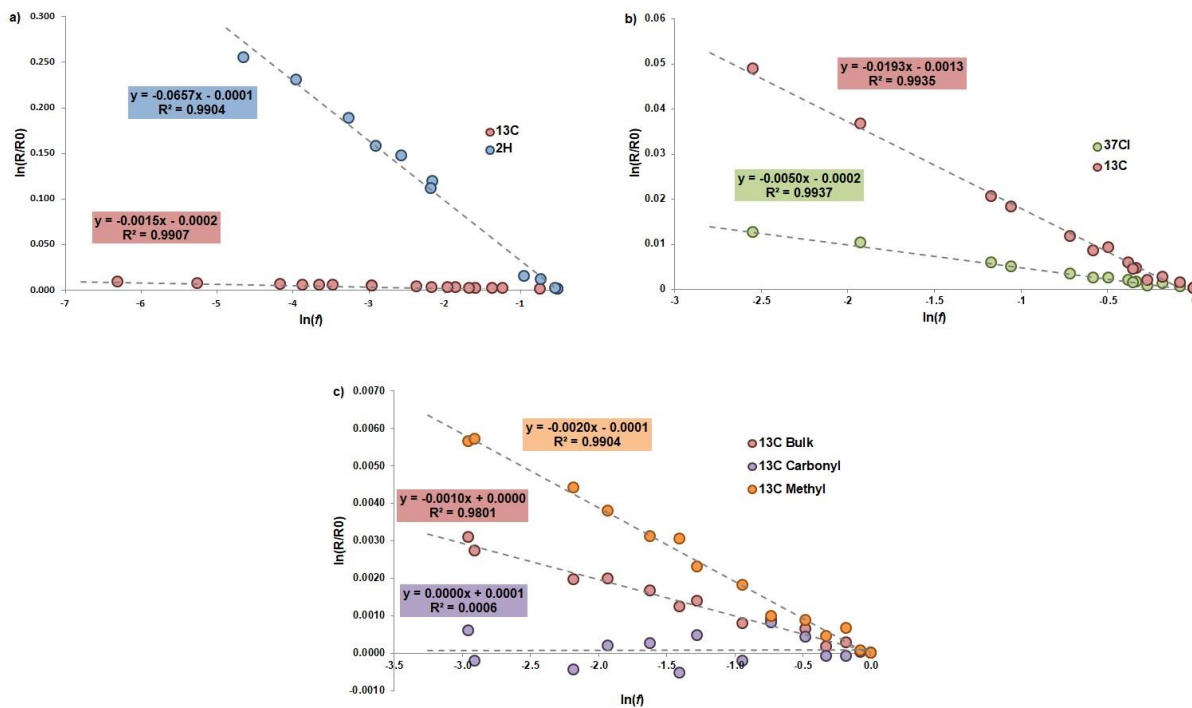 a)
0.300
0.250
0.200
0.150
0.100
0.050
0.000
ln(R/R0)
y = -0.0657x - 0.0001
R² = 0.9904
13C
2H
y = -0.0015x - 0.0002
R² = 0.9907
-7 -6 -5 -4 -3 -2 -1
ln(f)
b)
0.06
0.05
0.04
0.03
0.02
0.01
0
ln(R/R0)
y = -0.0193x - 0.0013
R² = 0.9935
37Cl
13C
y = -0.0050x - 0.0002
R² = 0.9937
-3 -2.5 -2 -1.5 -1 -0.5
ln(f)
c)
0.0070
0.0060
0.0050
0.0040
0.0030
0.0020
0.0010
0.0000
-0.0010
ln(R/R0)
y = -0.0020x - 0.0001
R² = 0.9904
13C Bulk
13C Carbonyl
13C Methyl
y = -0.0010x + 0.0000
R² = 0.9801
y = 0.0000x + 0.0001
R² = 0.0006
-3.5 -3.0 -2.5 -2.0 -1.5 -1.0 -0.5 0.0
ln(f)